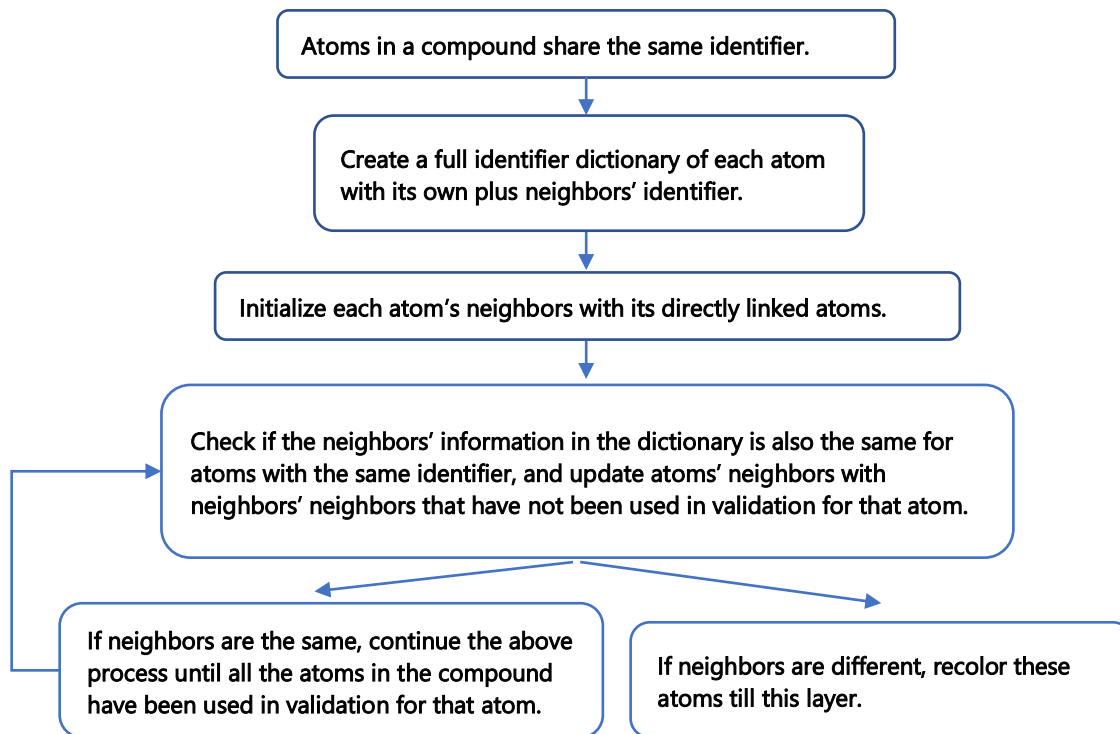 Atoms in a compound share the same identifier.
Create a full identifier dictionary of each atom
with its own plus neighbors’ identifier.
Initialize each atom’s neighbors with its directly linked atoms.
Check if the neighbors’ information in the dictionary is also the same for
atoms with the same identifier, and update atoms’ neighbors with
neighbors’ neighbors that have not been used in validation for that atom.
If neighbors are the same, continue the above
process until all the atoms in the compound
have been used in validation for that atom.
If neighbors are different, recolor these
atoms till this layer.